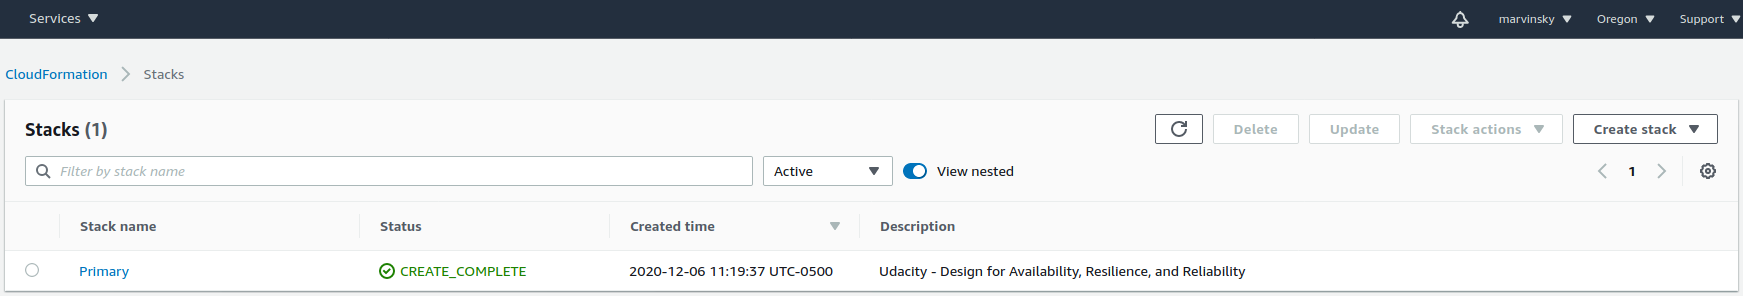 Services marvinsky Oregon Support
CloudFormation Stacks
Stacks (1) Delete Update Stack actions Create stack
Filter by stack name Active View nested 1
Stack name Status Created time Description
Primary CREATE_COMPLETE 2020-12-06 11:19:37 UTC-0500 Udacity - Design for Availability, Resilience, and Reliability